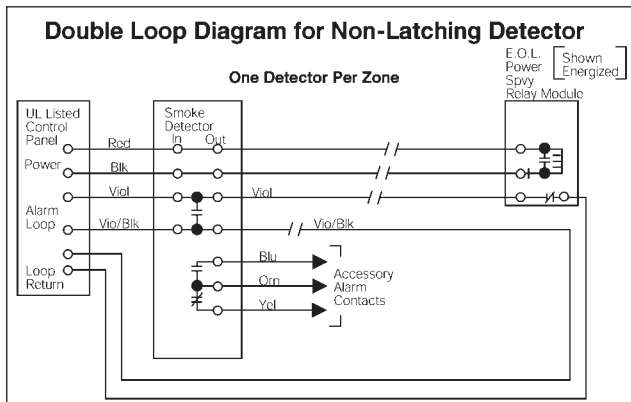 Double Loop Diagram for Non-Latching Detector
E.O.L.
Power
Spvy
Relay Module
Shown
Energized
One Detector Per Zone
UL Listed
Control
Panel
Smoke
Detector
In Out
Red
Power
Blk
Viol
Viol
Alarm
Loop
Vio/Blk
Vio/Blk
Blu
Orn
Yel
Accessory
Alarm
Contacts
Loop
Return